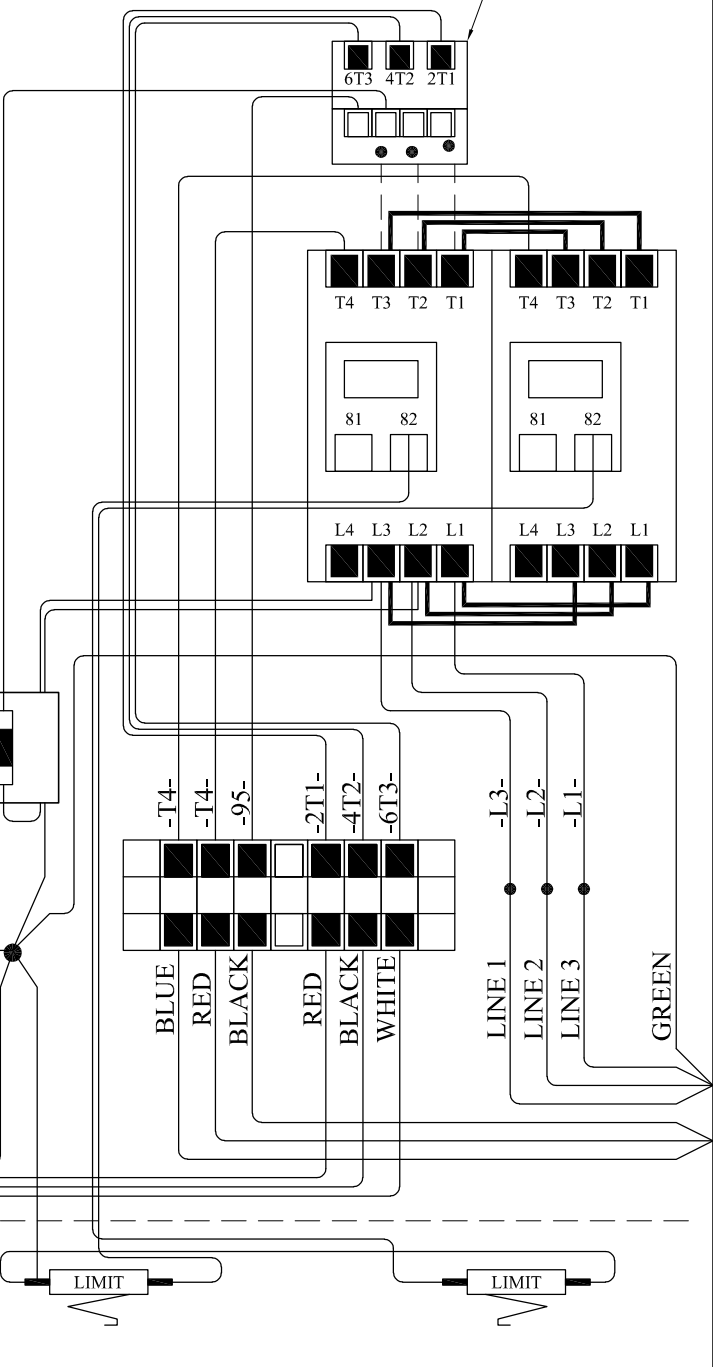 6T3 4T2 2T1
T4 T3 T2 T1 T4 T3 T2 T1
81 82 81 82
L4 L3 L2 L1 L4 L3 L2 L1
-T4- -T4- -95- -2T1- -4T2- -6T3- -L3- -L2- -L1-
BLUE RED BLACK RED BLACK WHITE LINE 1 LINE 2 LINE 3 GREEN
LIMIT LIMIT